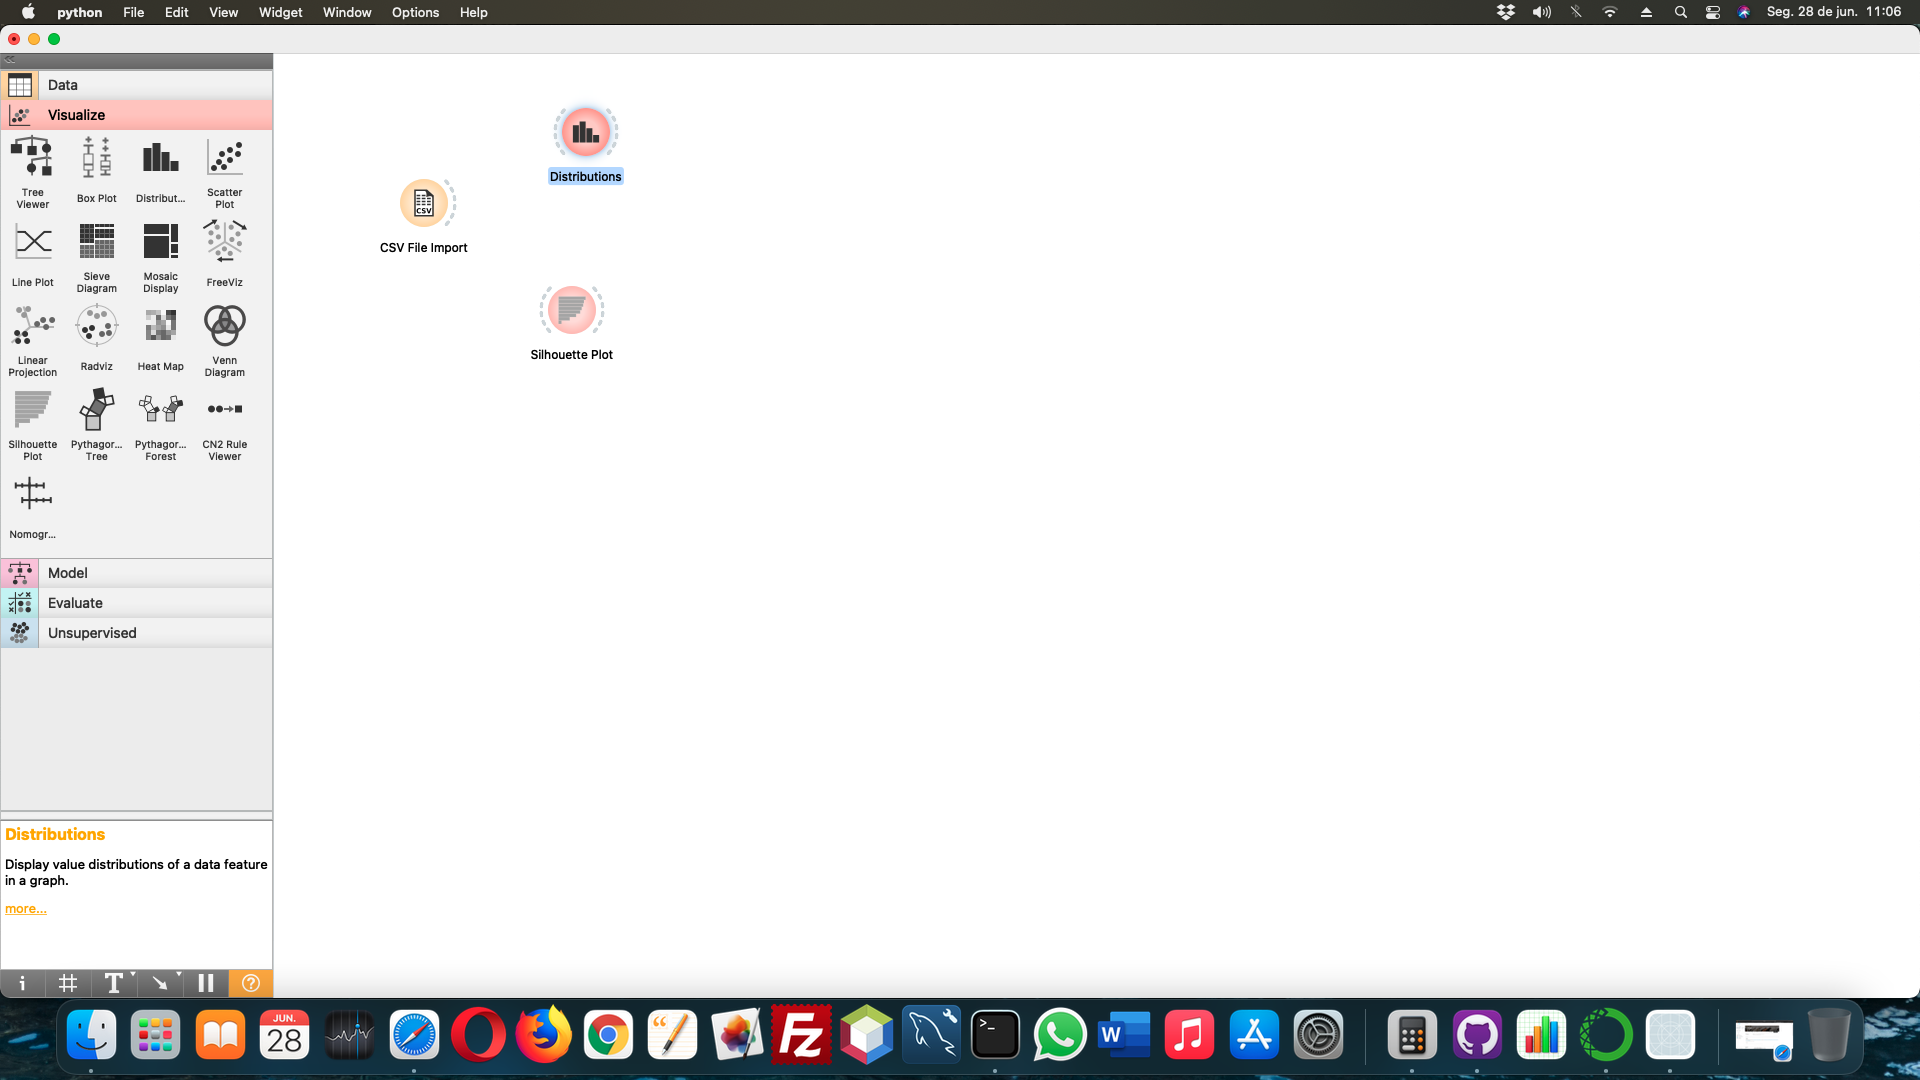 python File Edit View Widget Window Options Help Seg. 28 de jun. 11:06
Data
Visualize
Tree Viewer
Box Plot
Distribut...
Scatter Plot
Line Plot
Sieve Diagram
Mosaic Display
FreeViz
Linear Projection
Radviz
Heat Map
Venn Diagram
Silhouette Plot
Pythagor... Tree
Pythagor... Forest
CN2 Rule Viewer
Nomogr...
Model
Evaluate
Unsupervised
Distributions
CSV
CSV File Import
Silhouette Plot
Distributions
Display value distributions of a data feature
in a graph.
more...
i # T ?
JUN.
28
Fz
>_
W